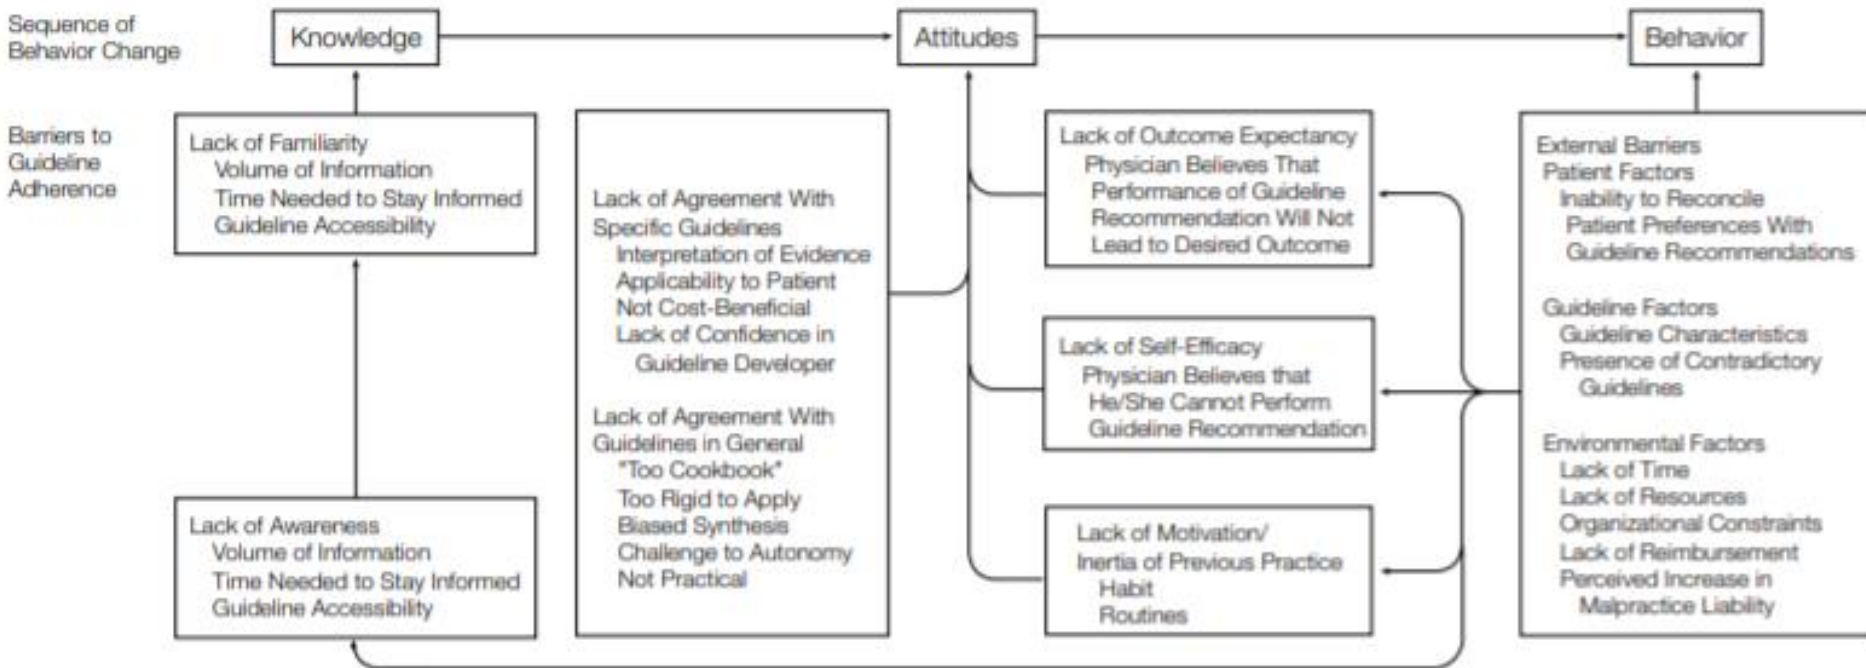 Sequence of
Behavior Change
Knowledge
Attitudes
Behavior
Barriers to
Guideline
Adherence
Lack of Familiarity
Volume of Information
Time Needed to Stay Informed
Guideline Accessibility
Lack of Awareness
Volume of Information
Time Needed to Stay Informed
Guideline Accessibility
Lack of Agreement With
Specific Guidelines
Interpretation of Evidence
Applicability to Patient
Not Cost-Beneficial
Lack of Confidence in
Guideline Developer
Lack of Agreement With
Guidelines in General
"Too Cookbook"
Too Rigid to Apply
Biased Synthesis
Challenge to Autonomy
Not Practical
Lack of Outcome Expectancy
Physician Believes That
Performance of Guideline
Recommendation Will Not
Lead to Desired Outcome
Lack of Self-Efficacy
Physician Believes that
He/She Cannot Perform
Guideline Recommendation
Lack of Motivation/
Inertia of Previous Practice
Habit
Routines
External Barriers
Patient Factors
Inability to Reconcile
Patient Preferences With
Guideline Recommendations
Guideline Factors
Guideline Characteristics
Presence of Contradictory
Guidelines
Environmental Factors
Lack of Time
Lack of Resources
Organizational Constraints
Lack of Reimbursement
Perceived Increase in
Malpractice Liability